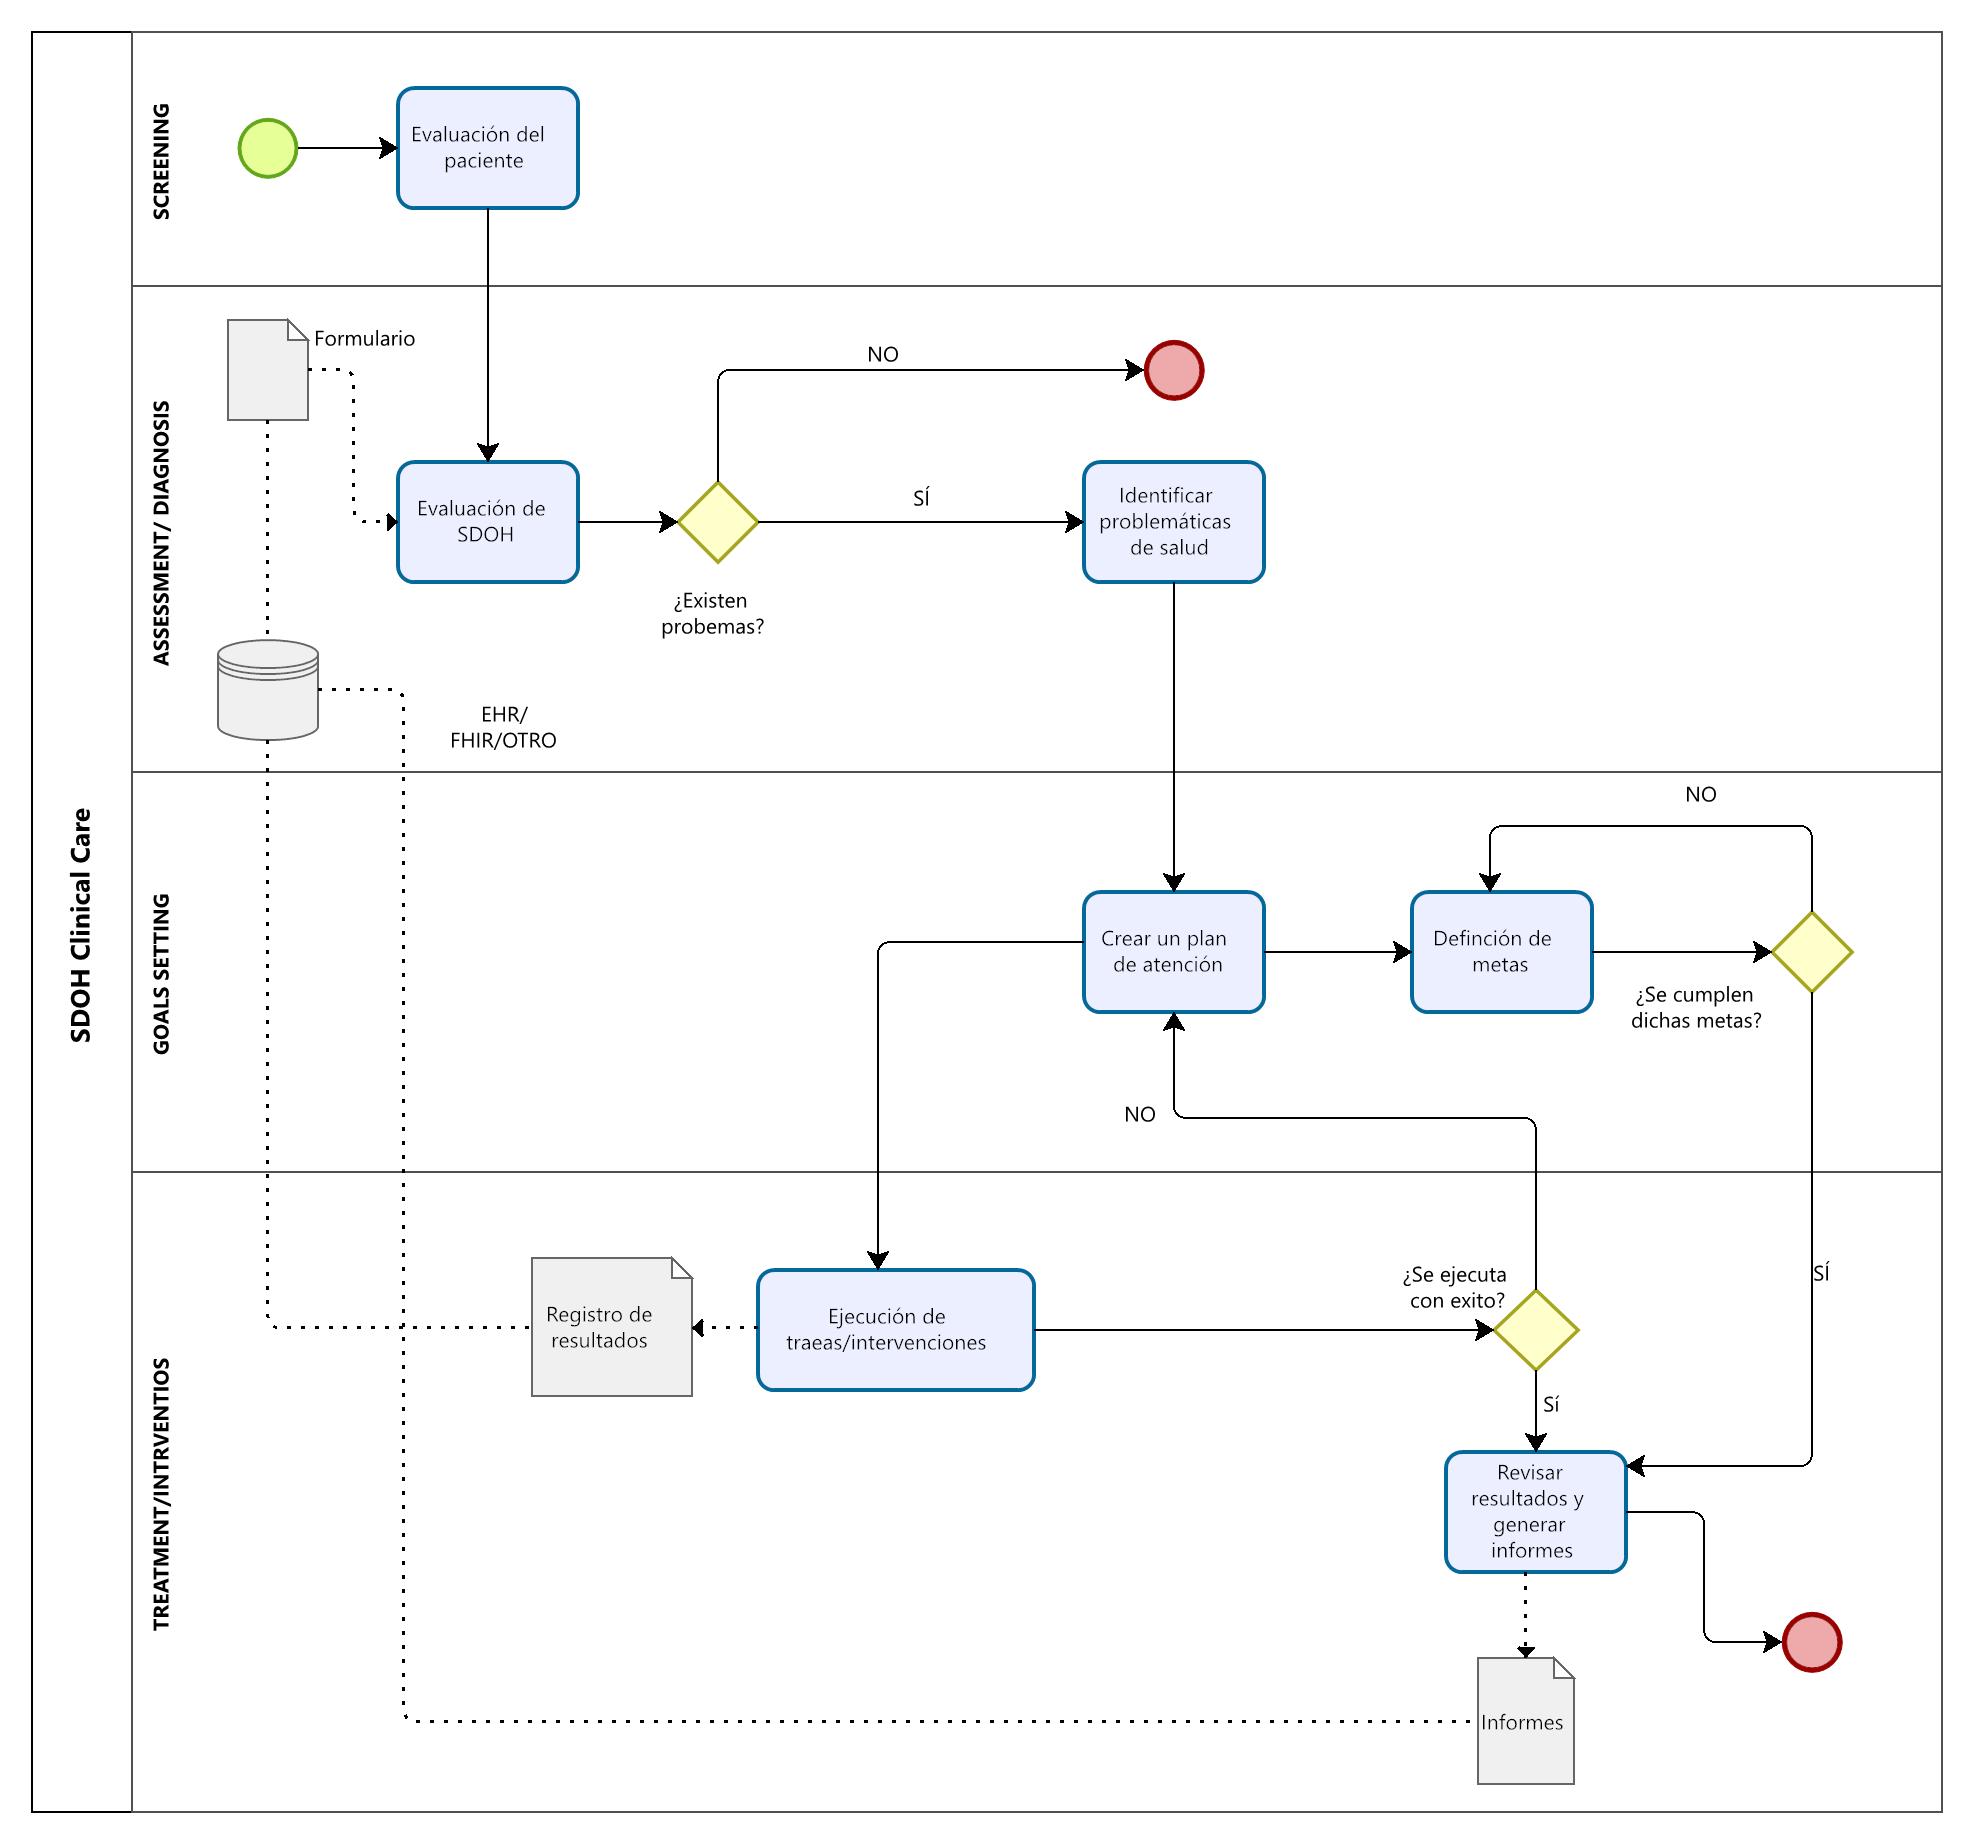 SDOH Clinical Care
SCREENING
Evaluación del
paciente
ASSESSMENT/ DIAGNOSIS
Formulario
NO
Evaluación de
SDOH
SÍ
Identificar
problemáticas
de salud
¿Existen
probemas?
EHR/
FHIR/OTRO
GOALS SETTING
NO
Crear un plan
de atención
Definción de
metas
¿Se cumplen
dichas metas?
NO
TREATMENT/INTRVENTIOS
SÍ
¿Se ejecuta
con exito?
Registro de
resultados
Ejecución de
traeas/intervenciones
SÍ
Revisar
resultados y
generar
informes
Informes